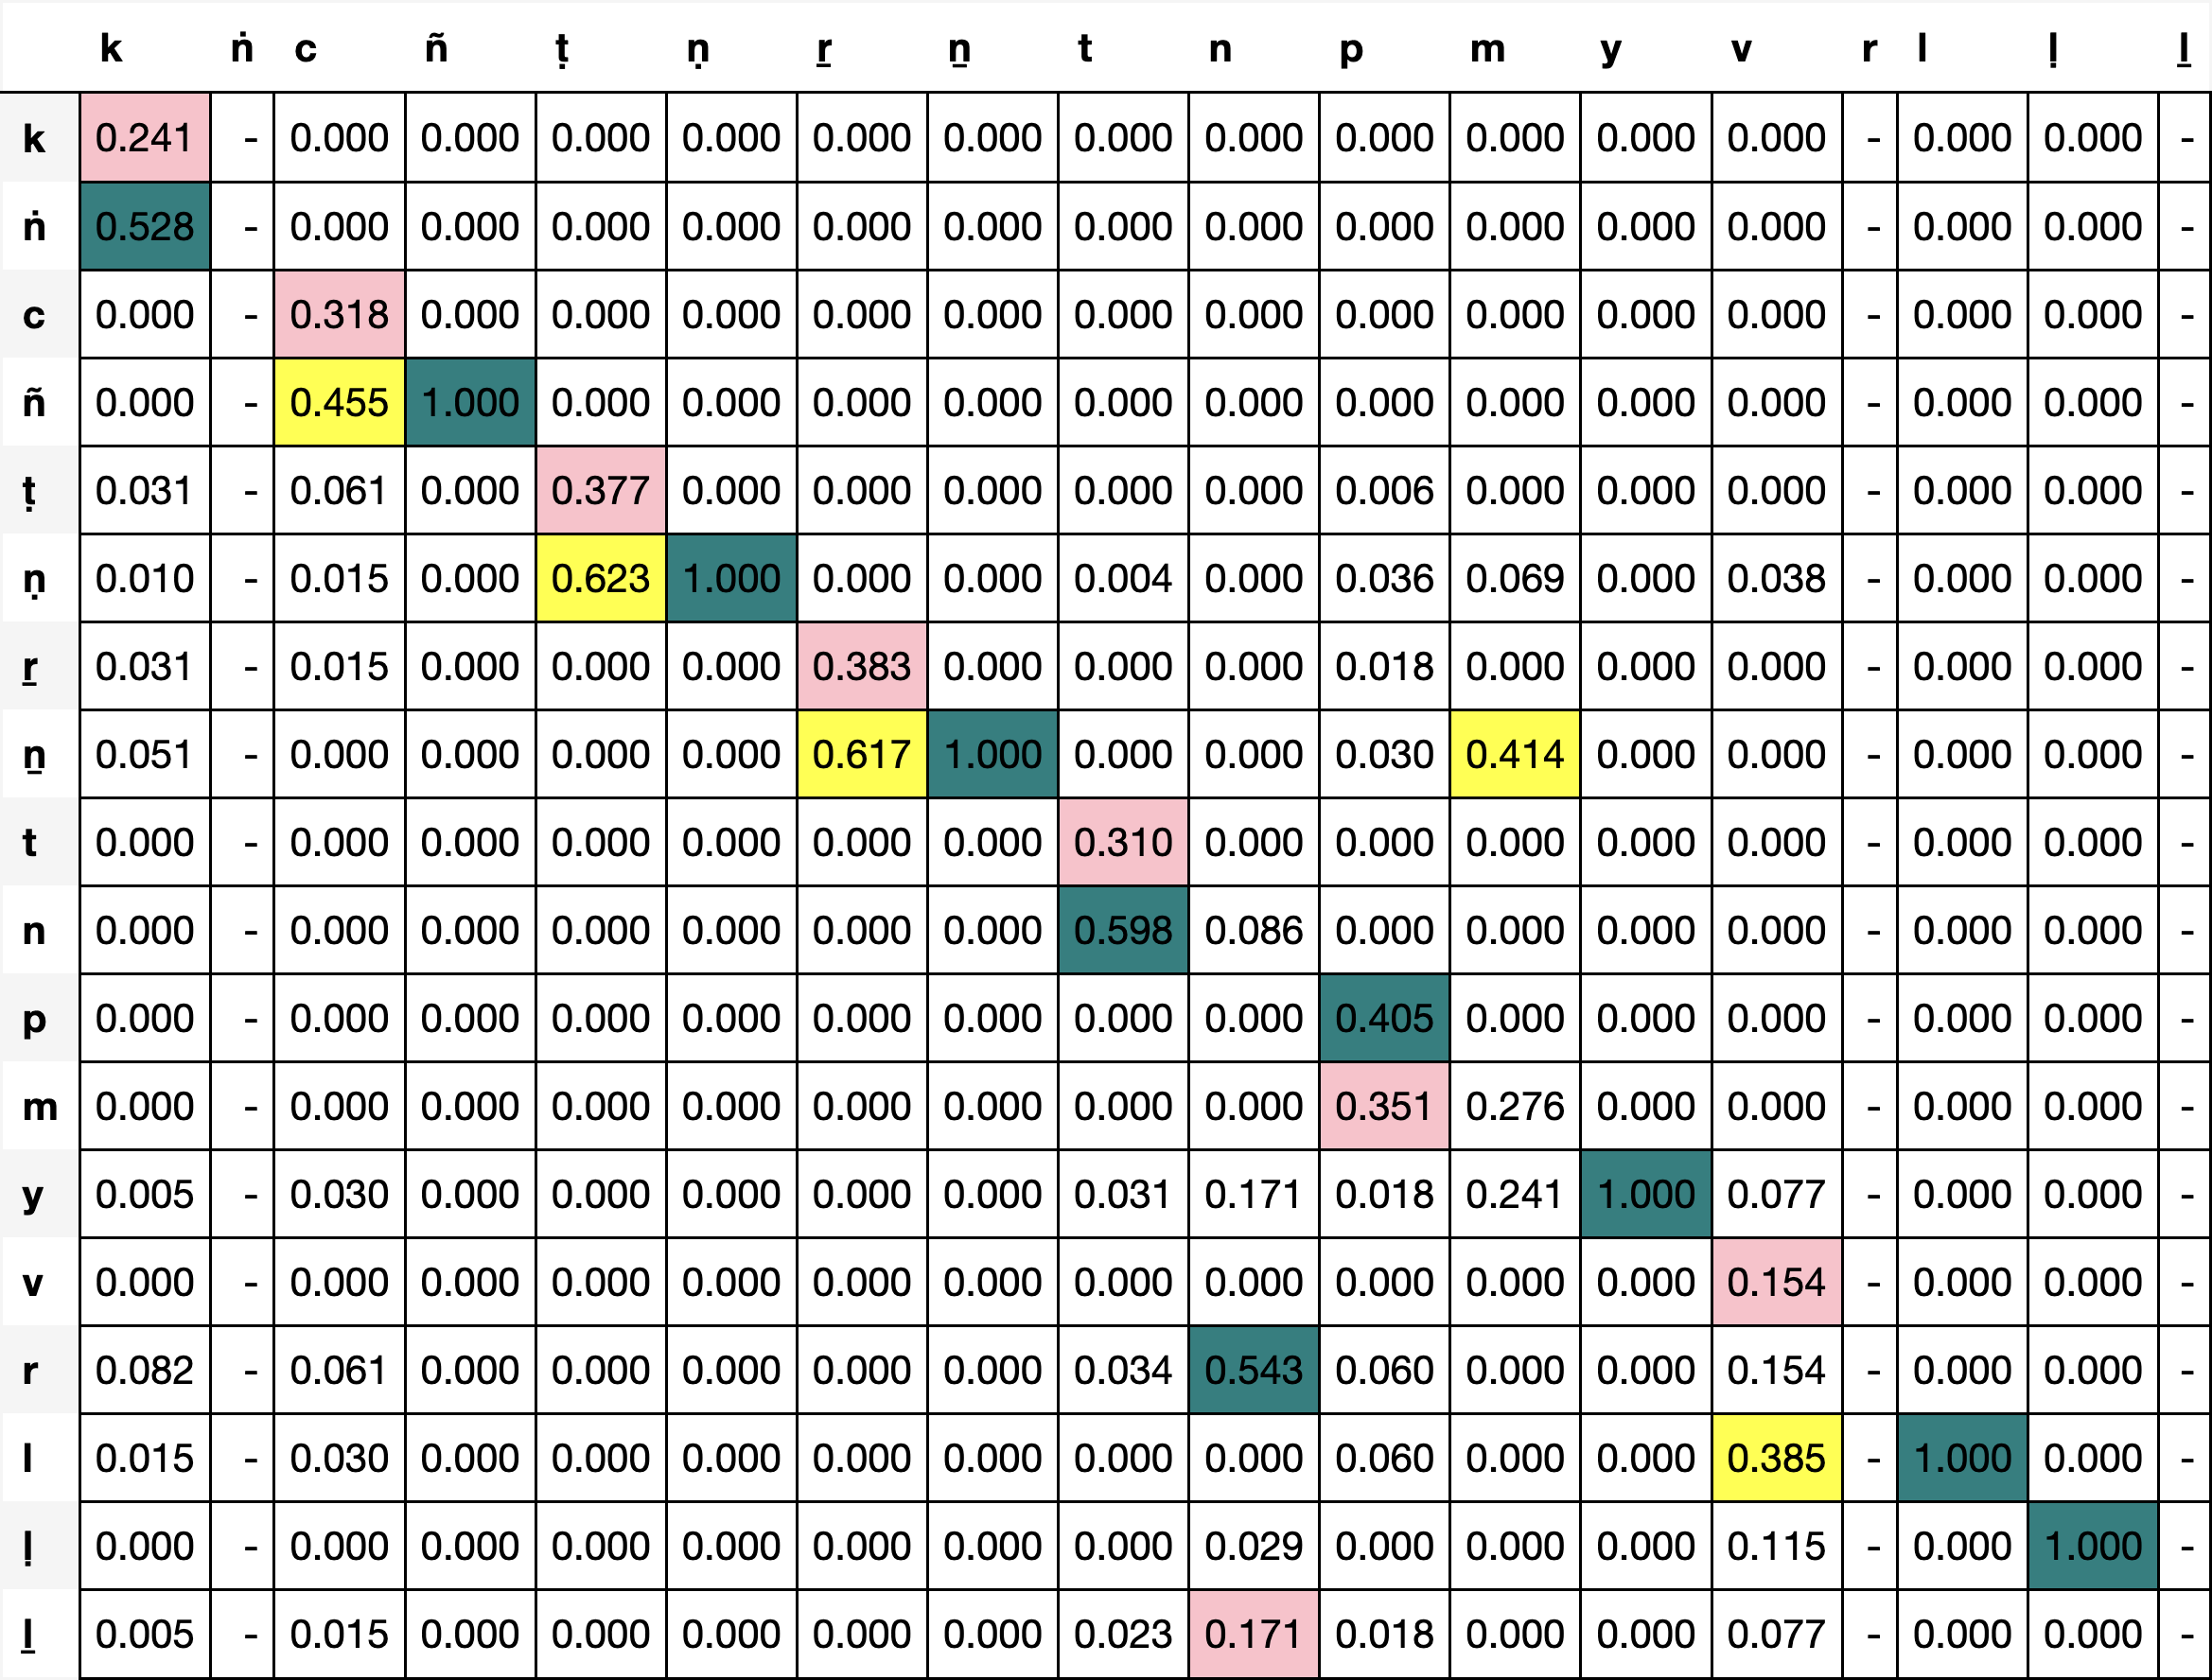 k ṅ c ñ ṭ ṇ ṟ ṉ t n p m y v r l ḷ ḻ
k 0.241 - 0.000 0.000 0.000 0.000 0.000 0.000 0.000 0.000 0.000 0.000 0.000 0.000 - 0.000 0.000 -
ṅ 0.528 - 0.000 0.000 0.000 0.000 0.000 0.000 0.000 0.000 0.000 0.000 0.000 0.000 - 0.000 0.000 -
c 0.000 - 0.318 0.000 0.000 0.000 0.000 0.000 0.000 0.000 0.000 0.000 0.000 0.000 - 0.000 0.000 -
ñ 0.000 - 0.455 1.000 0.000 0.000 0.000 0.000 0.000 0.000 0.000 0.000 0.000 0.000 - 0.000 0.000 -
ṭ 0.031 - 0.061 0.000 0.377 0.000 0.000 0.000 0.000 0.000 0.006 0.000 0.000 0.000 - 0.000 0.000 -
ṇ 0.010 - 0.015 0.000 0.623 1.000 0.000 0.000 0.004 0.000 0.036 0.069 0.000 0.038 - 0.000 0.000 -
ṟ 0.031 - 0.015 0.000 0.000 0.000 0.383 0.000 0.000 0.000 0.018 0.000 0.000 0.000 - 0.000 0.000 -
ṉ 0.051 - 0.000 0.000 0.000 0.000 0.617 1.000 0.000 0.000 0.030 0.414 0.000 0.000 - 0.000 0.000 -
t 0.000 - 0.000 0.000 0.000 0.000 0.000 0.000 0.310 0.000 0.000 0.000 0.000 0.000 - 0.000 0.000 -
n 0.000 - 0.000 0.000 0.000 0.000 0.000 0.000 0.598 0.086 0.000 0.000 0.000 0.000 - 0.000 0.000 -
p 0.000 - 0.000 0.000 0.000 0.000 0.000 0.000 0.000 0.000 0.405 0.000 0.000 0.000 - 0.000 0.000 -
m 0.000 - 0.000 0.000 0.000 0.000 0.000 0.000 0.000 0.000 0.351 0.276 0.000 0.000 - 0.000 0.000 -
y 0.005 - 0.030 0.000 0.000 0.000 0.000 0.000 0.031 0.171 0.018 0.241 1.000 0.077 - 0.000 0.000 -
v 0.000 - 0.000 0.000 0.000 0.000 0.000 0.000 0.000 0.000 0.000 0.000 0.000 0.154 - 0.000 0.000 -
r 0.082 - 0.061 0.000 0.000 0.000 0.000 0.000 0.034 0.543 0.060 0.000 0.000 0.154 - 0.000 0.000 -
l 0.015 - 0.030 0.000 0.000 0.000 0.000 0.000 0.000 0.000 0.060 0.000 0.000 0.385 - 1.000 0.000 -
ḷ 0.000 - 0.000 0.000 0.000 0.000 0.000 0.000 0.000 0.029 0.000 0.000 0.000 0.115 - 0.000 1.000 -
ḻ 0.005 - 0.015 0.000 0.000 0.000 0.000 0.000 0.023 0.171 0.018 0.000 0.000 0.077 - 0.000 0.000 -